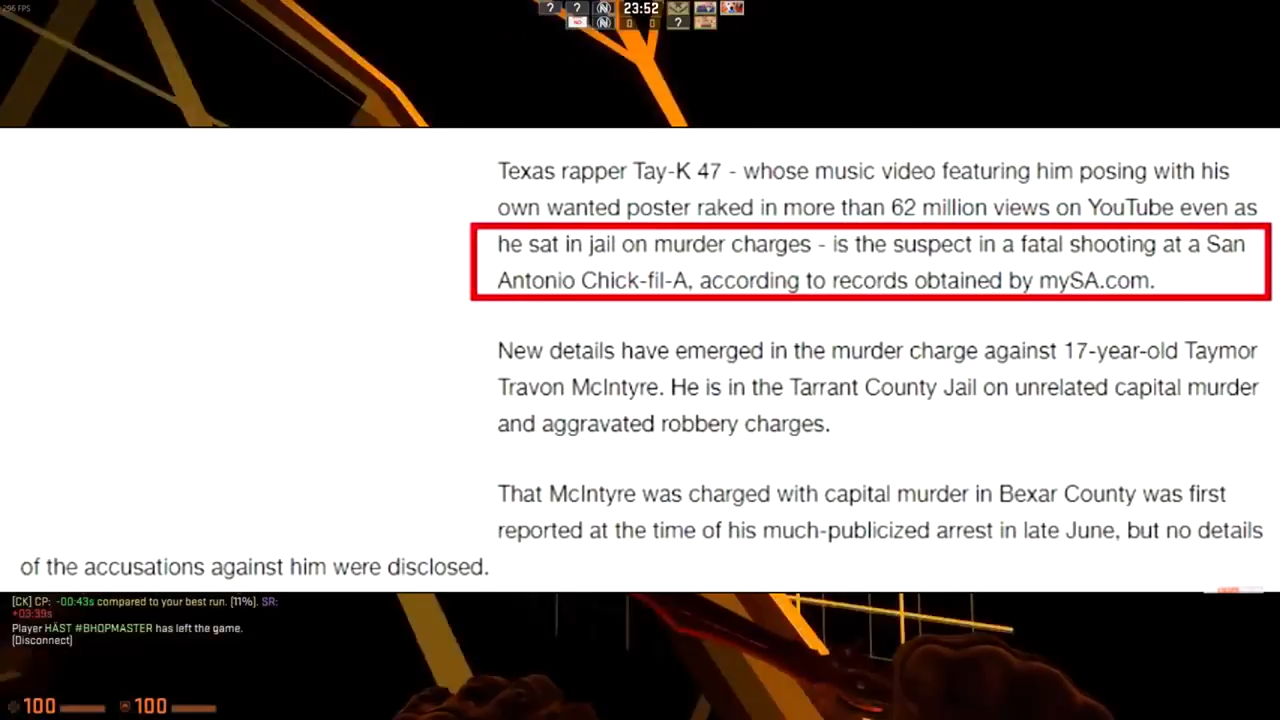 296 FPS
? ? 23:52
0 0 ?
Texas rapper Tay-K 47 - whose music video featuring him posing with his
own wanted poster raked in more than 62 million views on YouTube even as
he sat in jail on murder charges - is the suspect in a fatal shooting at a San
Antonio Chick-fil-A, according to records obtained by mySA.com.
New details have emerged in the murder charge against 17-year-old Taymor
Travon McIntyre. He is in the Tarrant County Jail on unrelated capital murder
and aggravated robbery charges.
That McIntyre was charged with capital murder in Bexar County was first
reported at the time of his much-publicized arrest in late June, but no details
of the accusations against him were disclosed.
[CK] CP: -00:43s compared to your best run. [11%]. SR:
+03:39s
Player HÄST #BHOPMASTER has left the game.
[Disconnect]
100 100